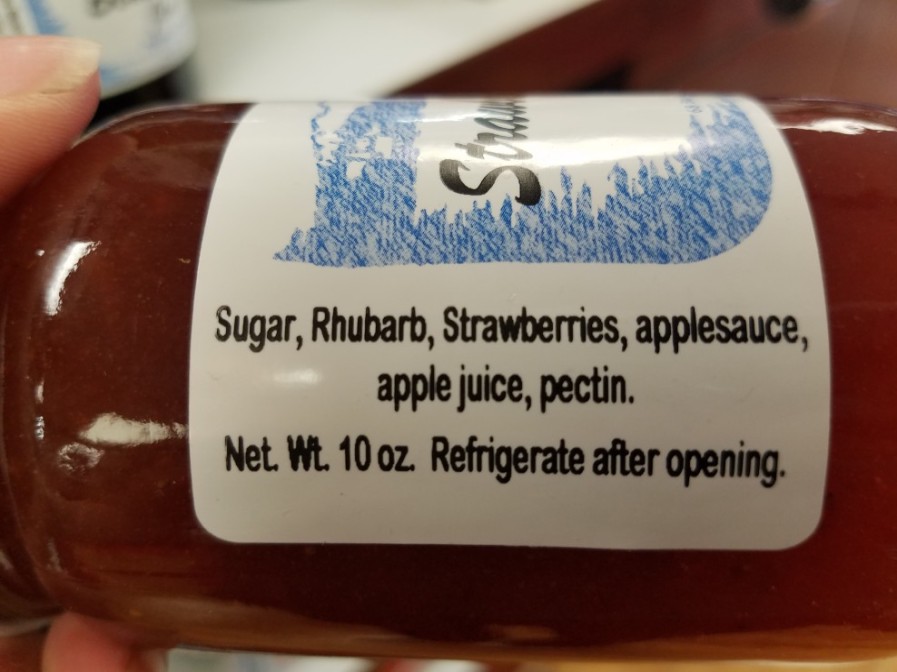 Sugar, Rhubarb, Strawberries, applesauce,
apple juice, pectin.
Net. Wt. 10 oz. Refrigerate after opening.